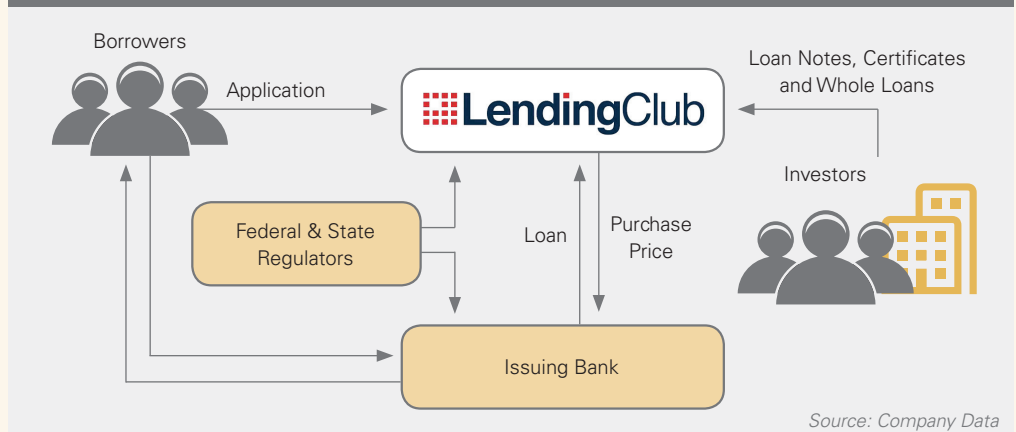 Borrowers
Application
LendingClub
Loan Notes, Certificates
and Whole Loans
Investors
Federal & State
Regulators
Loan
Purchase
Price
Issuing Bank
Source: Company Data